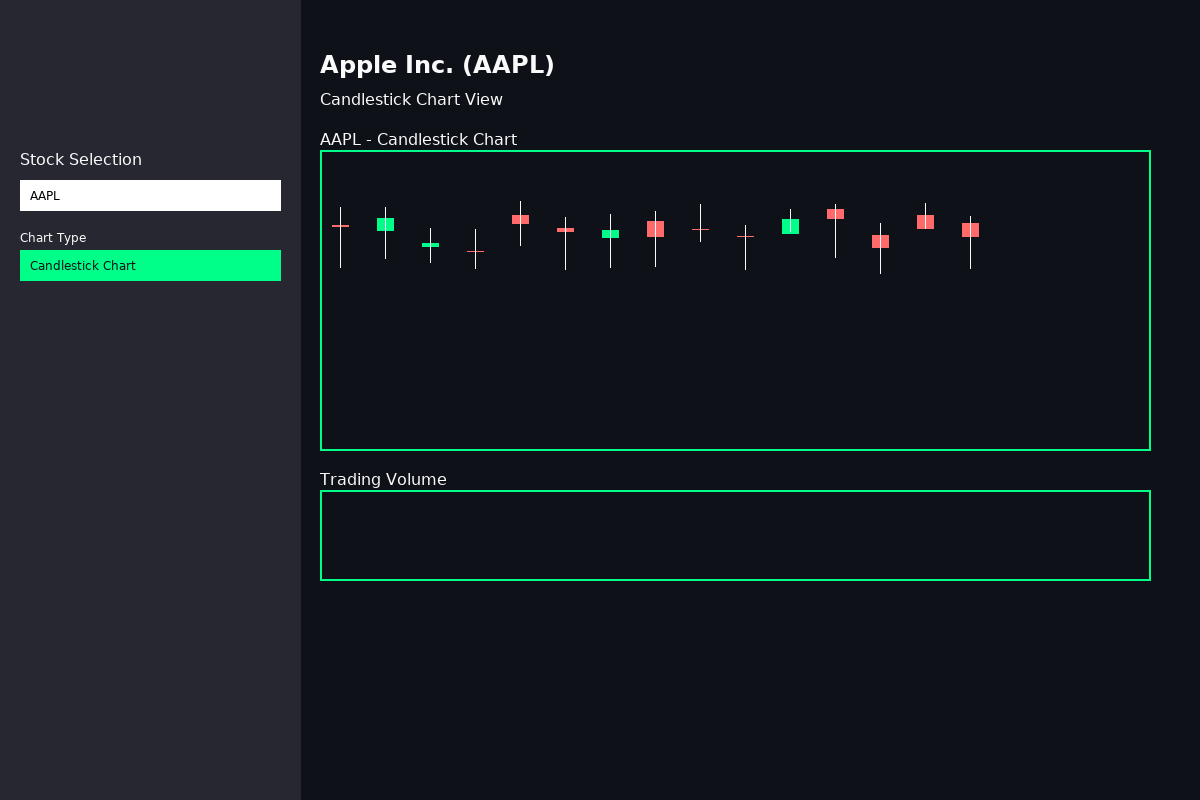 Stock Selection
AAPL
Chart Type
Candlestick Chart
Apple Inc. (AAPL)
Candlestick Chart View
AAPL - Candlestick Chart
Trading Volume